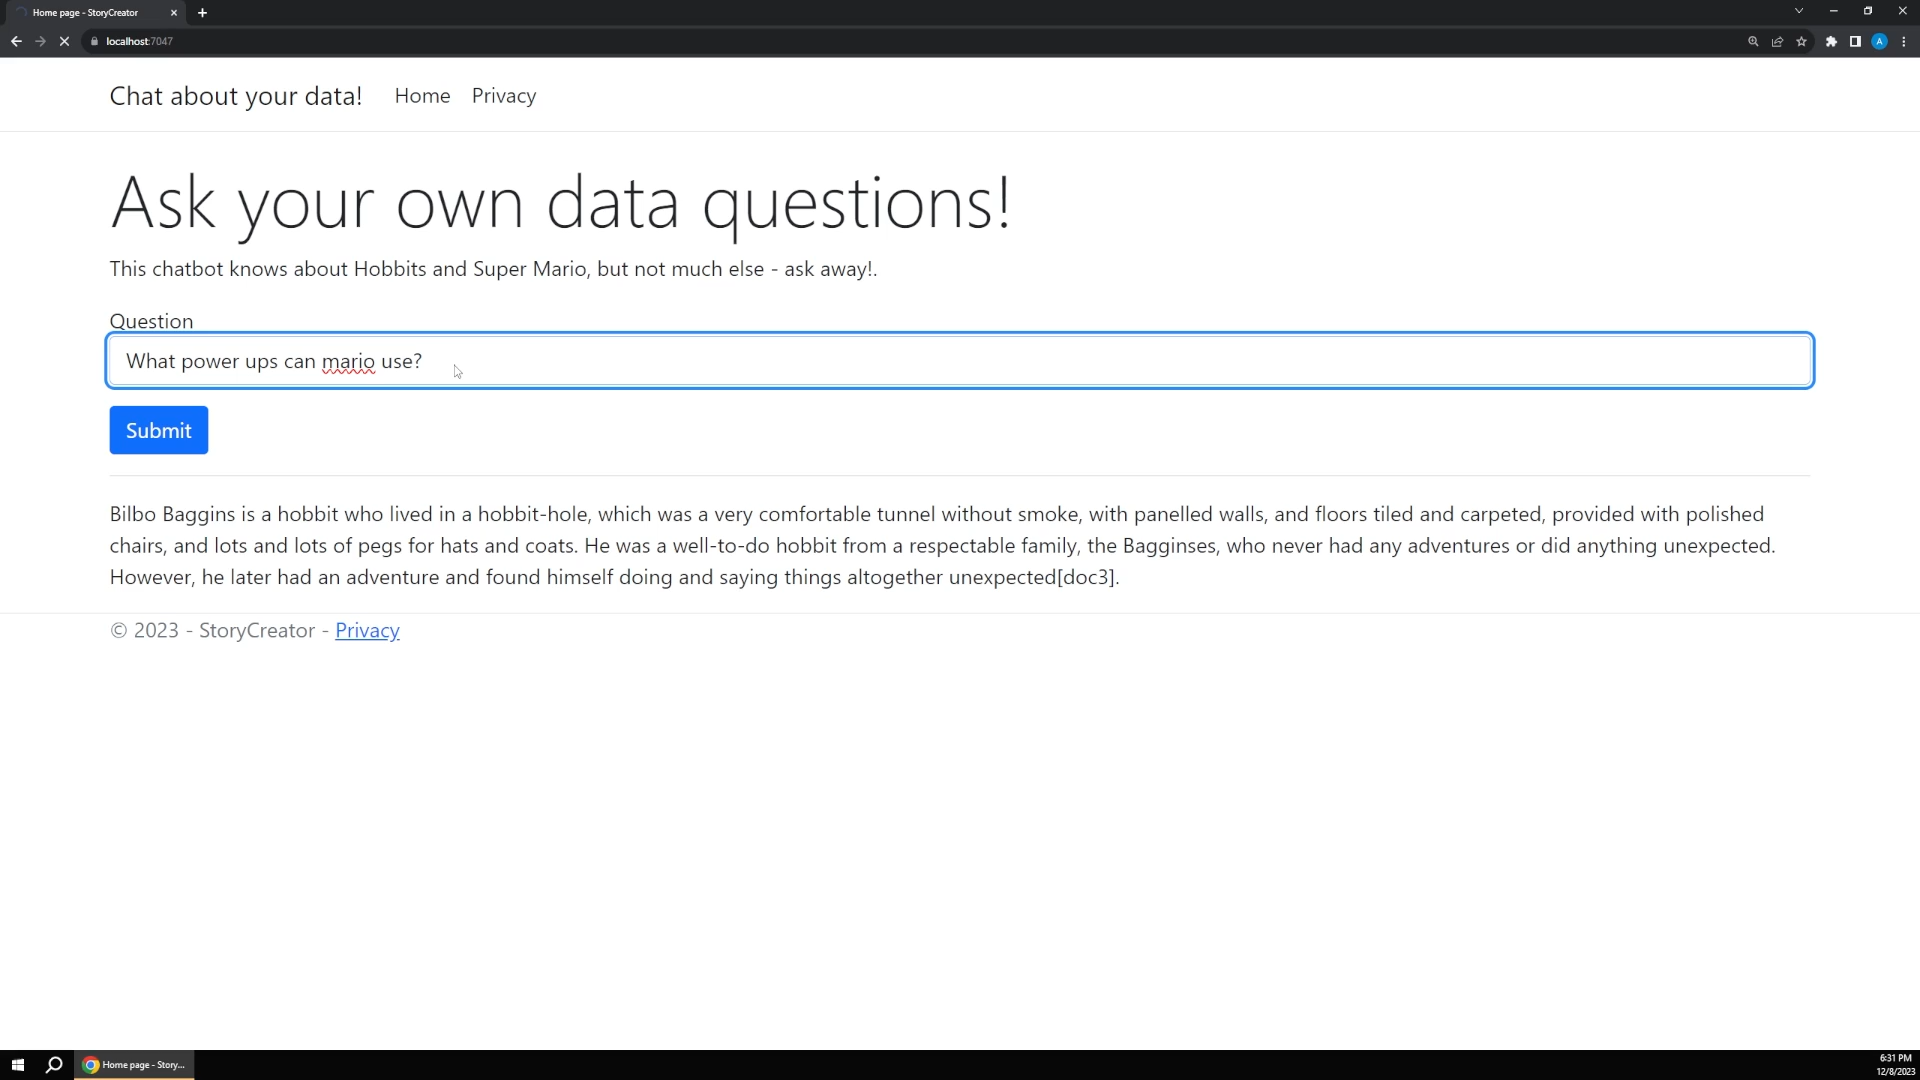 Home page - StoryCreator
localhost:7047
A
Chat about your data! Home Privacy
Ask your own data questions!
This chatbot knows about Hobbits and Super Mario, but not much else - ask away!.
Question
What power ups can mario use?
Submit
Bilbo Baggins is a hobbit who lived in a hobbit-hole, which was a very comfortable tunnel without smoke, with panelled walls, and floors tiled and carpeted, provided with polished
chairs, and lots and lots of pegs for hats and coats. He was a well-to-do hobbit from a respectable family, the Bagginses, who never had any adventures or did anything unexpected.
However, he later had an adventure and found himself doing and saying things altogether unexpected[doc3].
© 2023 - StoryCreator - Privacy
Home page - Story...
6:31 PM
12/8/2023